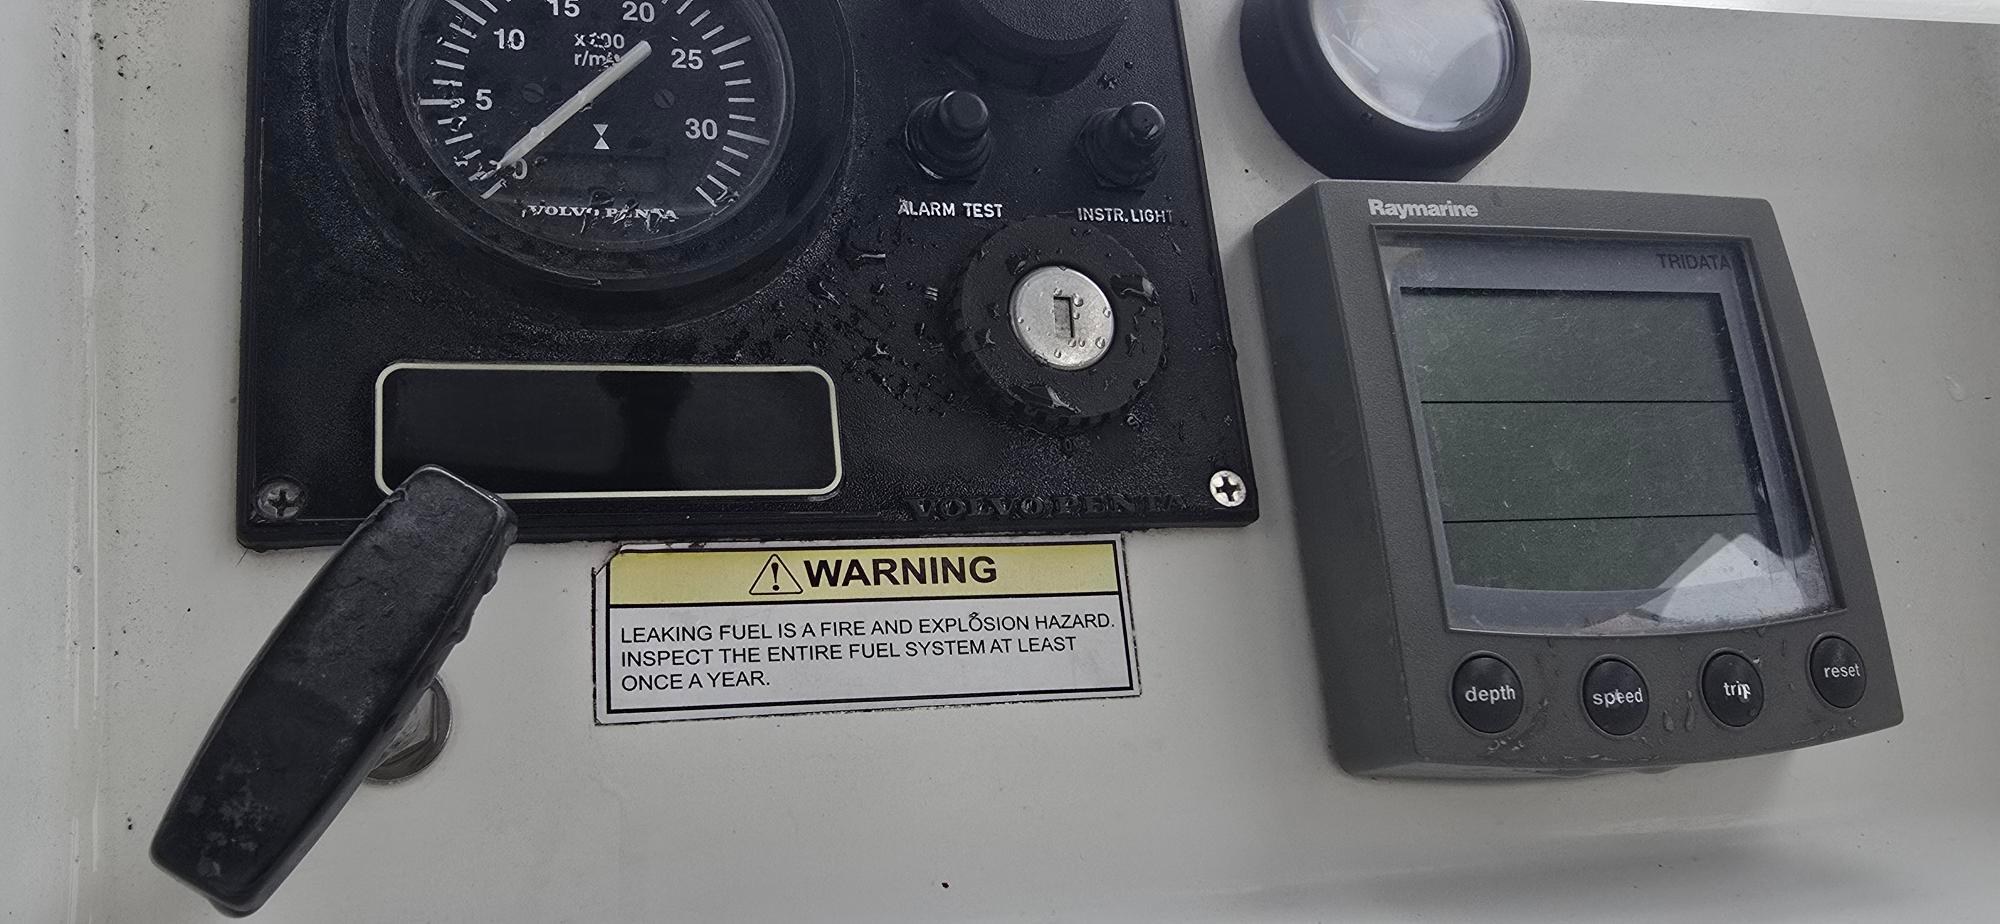 15 20
10 x100 25
r/min
5
30
0
VOLVO PENTA
ALARM TEST INSTR. LIGHT
VOLVO PENTA
WARNING
LEAKING FUEL IS A FIRE AND EXPLOSION HAZARD.
INSPECT THE ENTIRE FUEL SYSTEM AT LEAST
ONCE A YEAR.
Raymarine
TRIDATA
depth speed trip reset